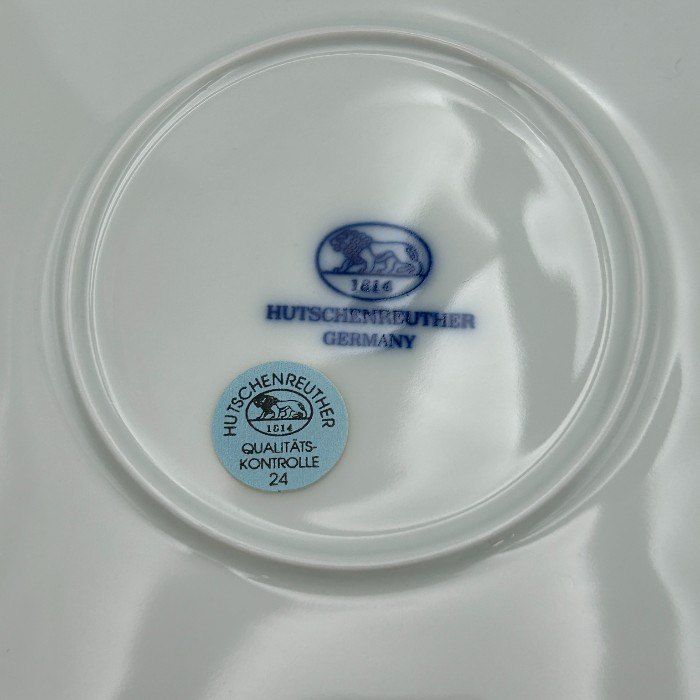 1814
HUTSCHENREUTHER
GERMANY
HUTSCHENREUTHER
1814
QUALITÄTS-
KONTROLLE
24